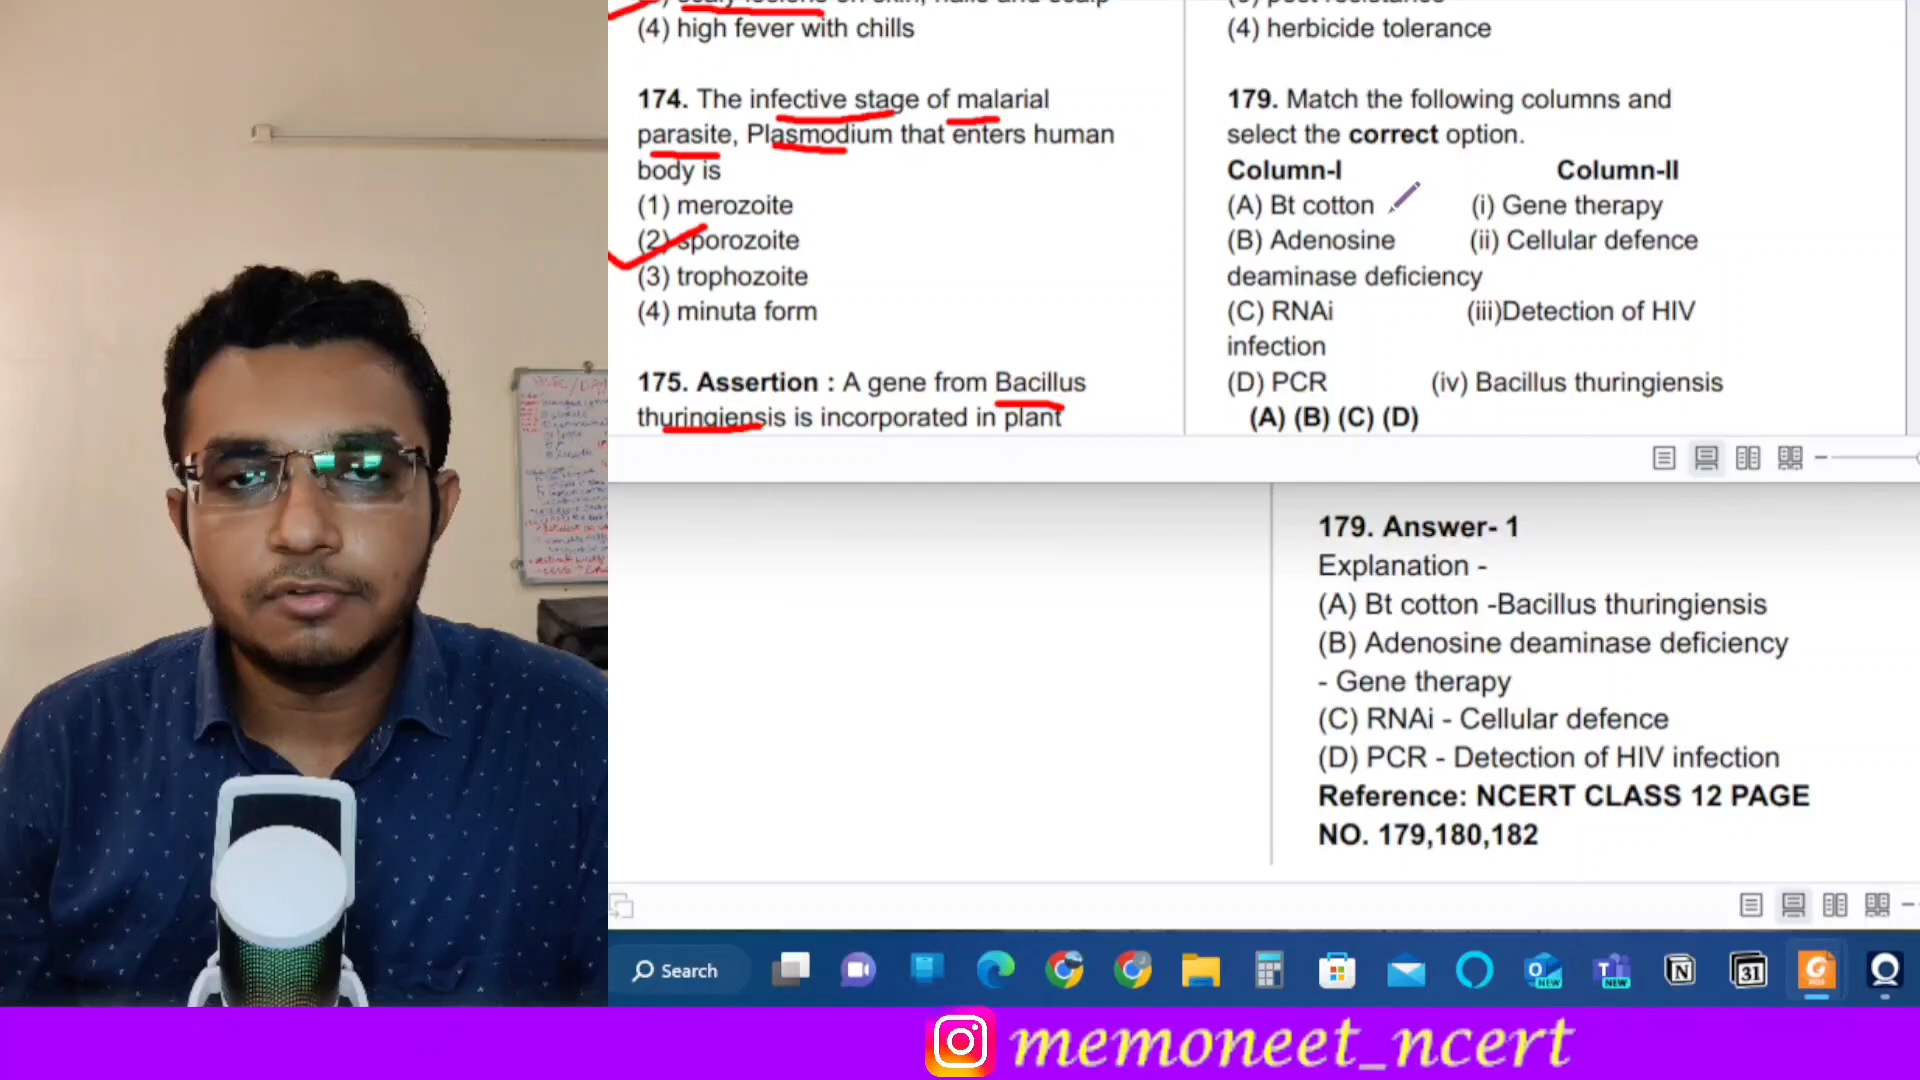 (4) high fever with chills
174. The infective stage of malarial
parasite, Plasmodium that enters human
body is
(1) merozoite
(2) sporozoite
(3) trophozoite
(4) minuta form
175. Assertion : A gene from Bacillus
thuringiensis is incorporated in plant
(4) herbicide tolerance
179. Match the following columns and
select the correct option.
Column-I Column-II
(A) Bt cotton (i) Gene therapy
(B) Adenosine (ii) Cellular defence
deaminase deficiency
(C) RNAi (iii)Detection of HIV
infection
(D) PCR (iv) Bacillus thuringiensis
(A) (B) (C) (D)
179. Answer- 1
Explanation -
(A) Bt cotton -Bacillus thuringiensis
(B) Adenosine deaminase deficiency
- Gene therapy
(C) RNAi - Cellular defence
(D) PCR - Detection of HIV infection
Reference: NCERT CLASS 12 PAGE
NO. 179,180,182
Search
NEW
NEW
31
memoneet_ncert